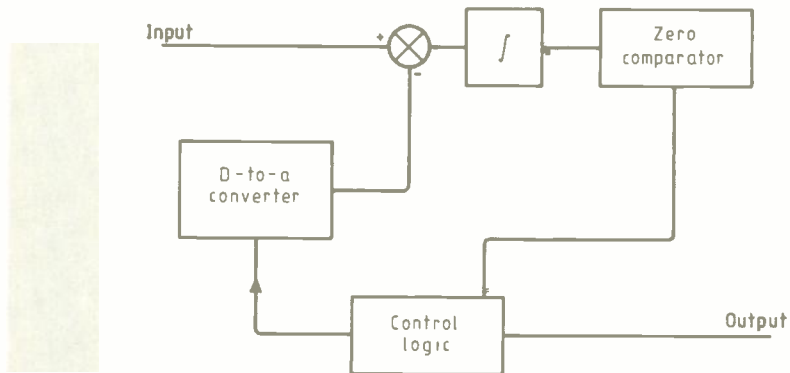 Input
+
-
∫
Zero
comparator
D-to-a
converter
Control
logic
Output